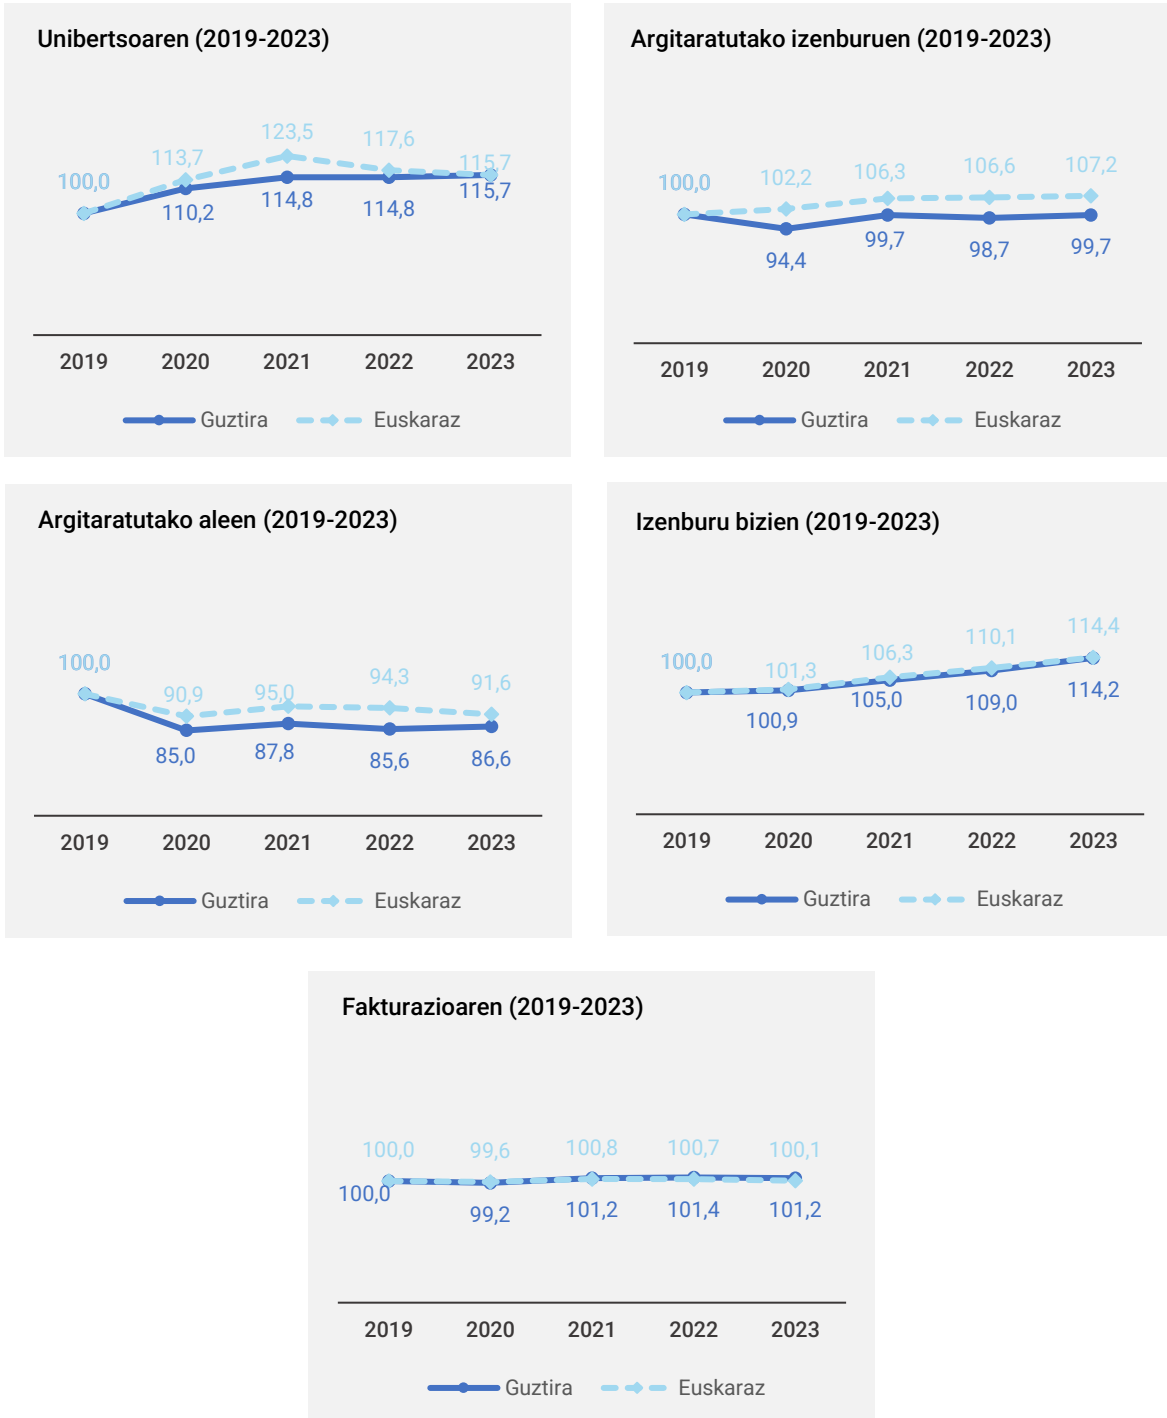 Unibertsoaren (2019-2023)
123,5
117,6
113,7
115,7
100,0
115,7
110,2
114,8
114,8
2019 2020 2021 2022 2023
Guztira Euskaraz
Argitaratutako izenburuen (2019-2023)
106,3 106,6 107,2
100,0 102,2
99,7 98,7 99,7
94,4
2019 2020 2021 2022 2023
Guztira Euskaraz
Argitaratutako aleen (2019-2023)
100,0
90,9 95,0 94,3 91,6
85,0 87,8 85,6 86,6
2019 2020 2021 2022 2023
Guztira Euskaraz
Izenburu bizien (2019-2023)
114,4
110,1
106,3
100,0 101,3
100,9 105,0 109,0 114,2
2019 2020 2021 2022 2023
Guztira Euskaraz
Fakturazioaren (2019-2023)
100,0 99,6 100,8 100,7 100,1
100,0 99,2 101,2 101,4 101,2
2019 2020 2021 2022 2023
Guztira Euskaraz